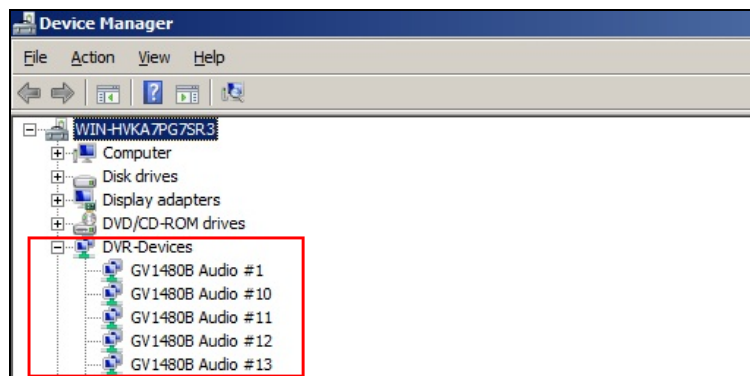 Device Manager
File Action View Help
WIN-HVKA7PG7SR3
Computer
Disk drives
Display adapters
DVD/CD-ROM drives
DVR-Devices
GV1480B Audio #1
GV1480B Audio #10
GV1480B Audio #11
GV1480B Audio #12
GV1480B Audio #13